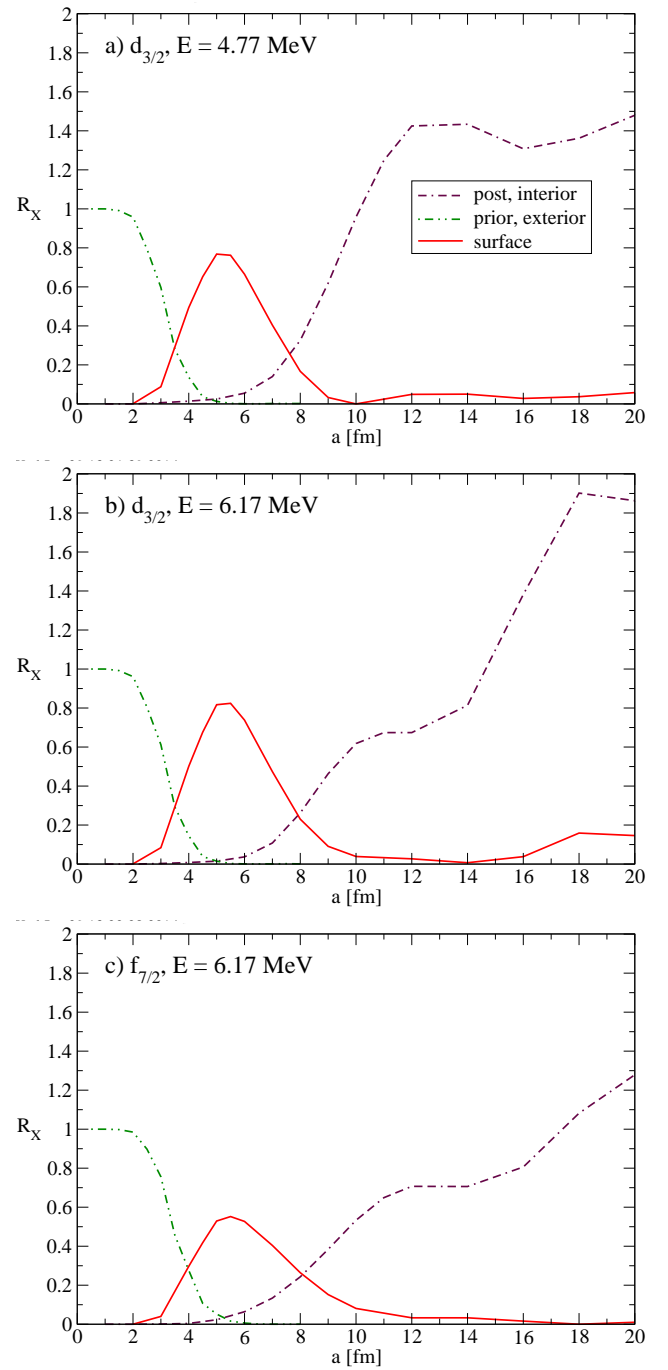 2
1.8
a) d3/2, E = 4.77 MeV
1.6
1.4
1.2
post, interior
RX 1
prior, exterior
surface
0.8
0.6
0.4
0.2
0
0 2 4 6 8 10 12 14 16 18 20
a [fm]
2
1.8
b) d3/2, E = 6.17 MeV
1.6
1.4
1.2
RX 1
0.8
0.6
0.4
0.2
0
0 2 4 6 8 10 12 14 16 18 20
a [fm]
2
1.8
c) f7/2, E = 6.17 MeV
1.6
1.4
1.2
RX 1
0.8
0.6
0.4
0.2
0
0 2 4 6 8 10 12 14 16 18 20
a [fm]